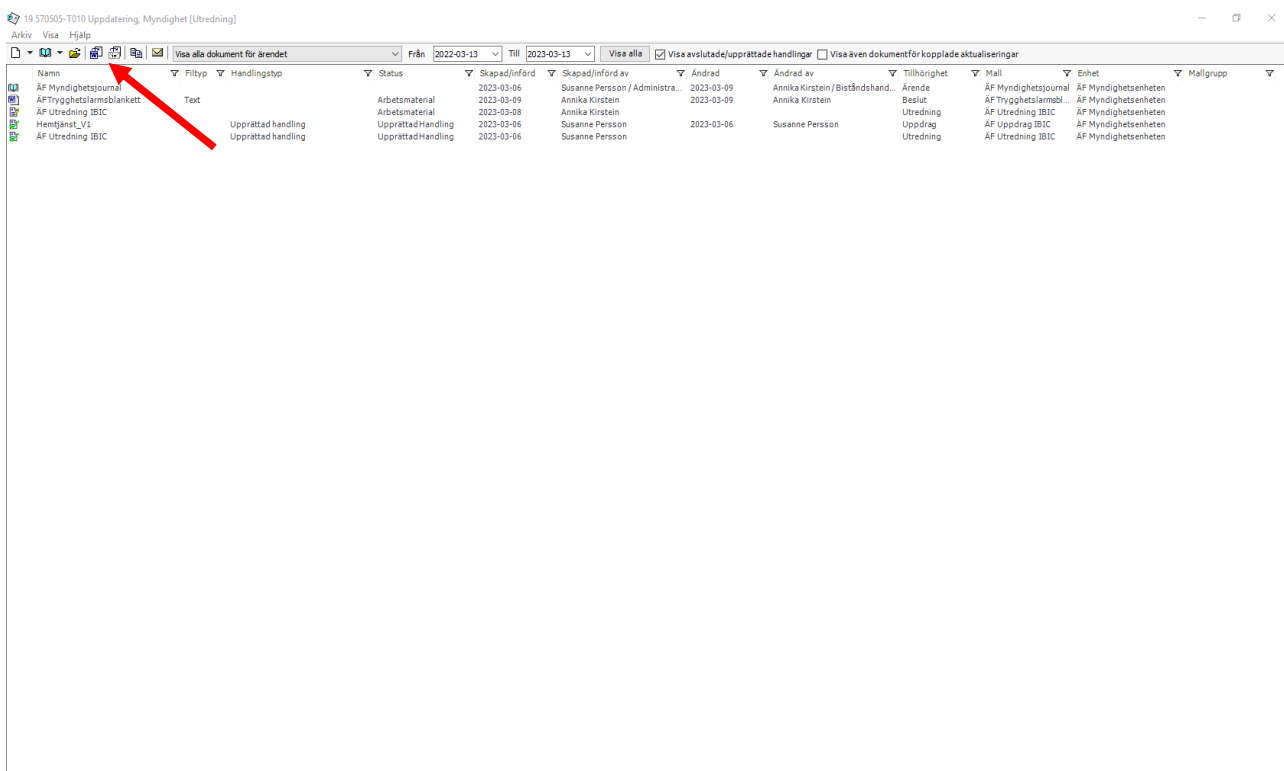 19 570505-T010 Uppdatering, Myndighet [Utredning]
Arkiv Visa Hjälp
Visa alla dokument för ärendet Från 2022-03-13 Till 2023-03-13 Visa alla Visa avslutade/upprättade handlingar Visa även dokument för kopplade aktualiseringar
Namn Filtyp Handlingstyp Status Skapad/införd Skapad/införd av Ändrad Ändrad av Tillhörighet Mall Enhet Mallgrupp
ÄF Myndighetsjournal 2023-03-06 Susanne Persson / Administra... 2023-03-09 Annika Kirstein / Biståndshand... Ärende ÄF Myndighetsjournal ÄF Myndighetsenheten
ÄF Trygghetslarmsblankett Text Arbetsmaterial 2023-03-09 Annika Kirstein 2023-03-09 Annika Kirstein Beslut ÄF Trygghetslarmsbl... ÄF Myndighetsenheten
ÄF Utredning IBIC Arbetsmaterial 2023-03-08 Annika Kirstein Utredning ÄF Utredning IBIC ÄF Myndighetsenheten
Hemtjänst_V1 Upprättad handling Upprättad Handling 2023-03-06 Susanne Persson 2023-03-06 Susanne Persson Uppdrag ÄF Uppdrag IBIC ÄF Myndighetsenheten
ÄF Utredning IBIC Upprättad handling Upprättad Handling 2023-03-06 Susanne Persson Utredning ÄF Utredning IBIC ÄF Myndighetsenheten